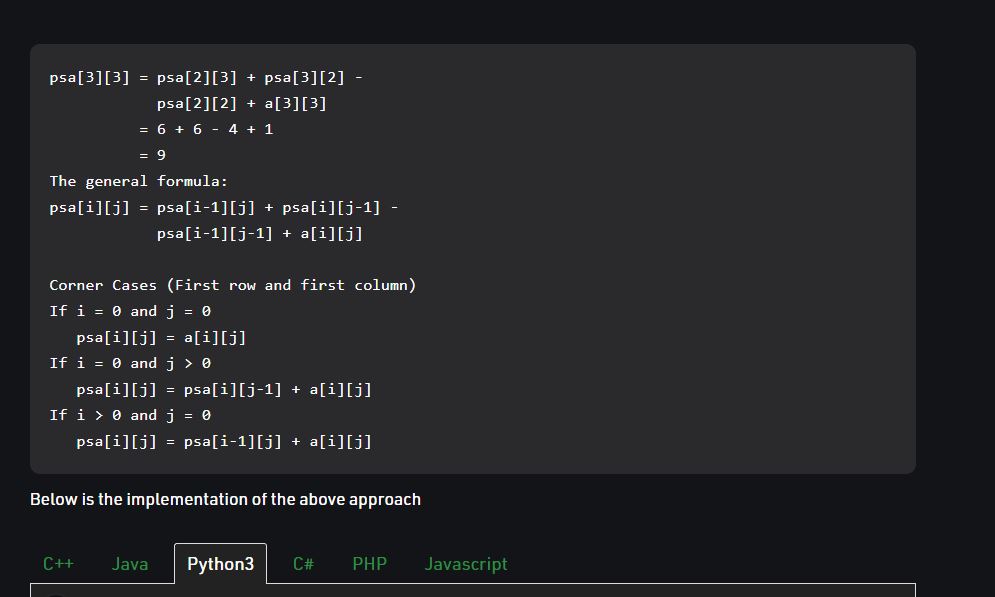 psa[3][3] = psa[2][3] + psa[3][2] -
            psa[2][2] + a[3][3]
          = 6 + 6 - 4 + 1
          = 9
The general formula:
psa[i][j] = psa[i-1][j] + psa[i][j-1] -
            psa[i-1][j-1] + a[i][j]
Corner Cases (First row and first column)
If i = 0 and j = 0
   psa[i][j] = a[i][j]
If i = 0 and j > 0
   psa[i][j] = psa[i][j-1] + a[i][j]
If i > 0 and j = 0
   psa[i][j] = psa[i-1][j] + a[i][j]
Below is the implementation of the above approach
C++ Java Python3 C# PHP Javascript